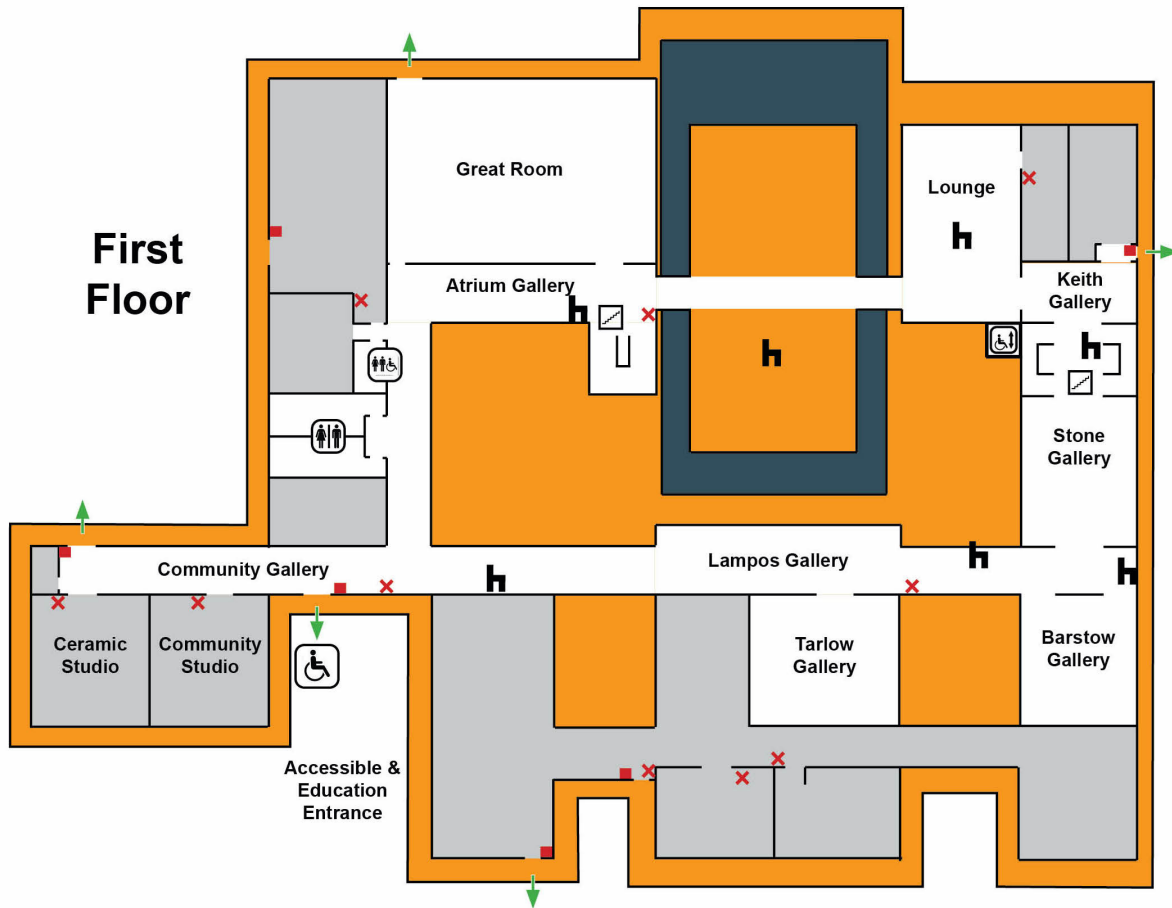 First
Floor
Great Room
Lounge
Atrium Gallery
Keith
Gallery
Stone
Gallery
Community Gallery
Lampos Gallery
Ceramic
Studio
Community
Studio
Tarlow
Gallery
Barstow
Gallery
Accessible &
Education
Entrance